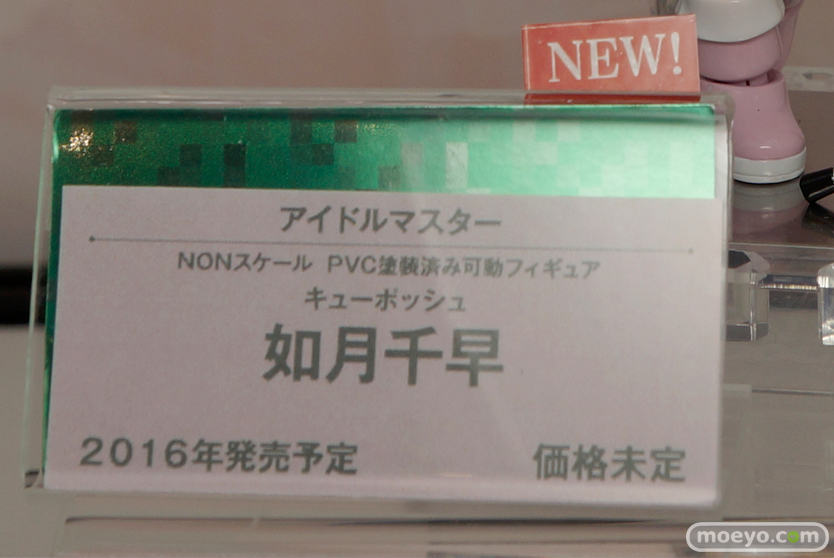 NEW!
アイドルマスター
NONスケール PVC塗装済み可動フィギュア
キューポッシュ
如月千早
2016年発売予定 価格未定
moeyo.com